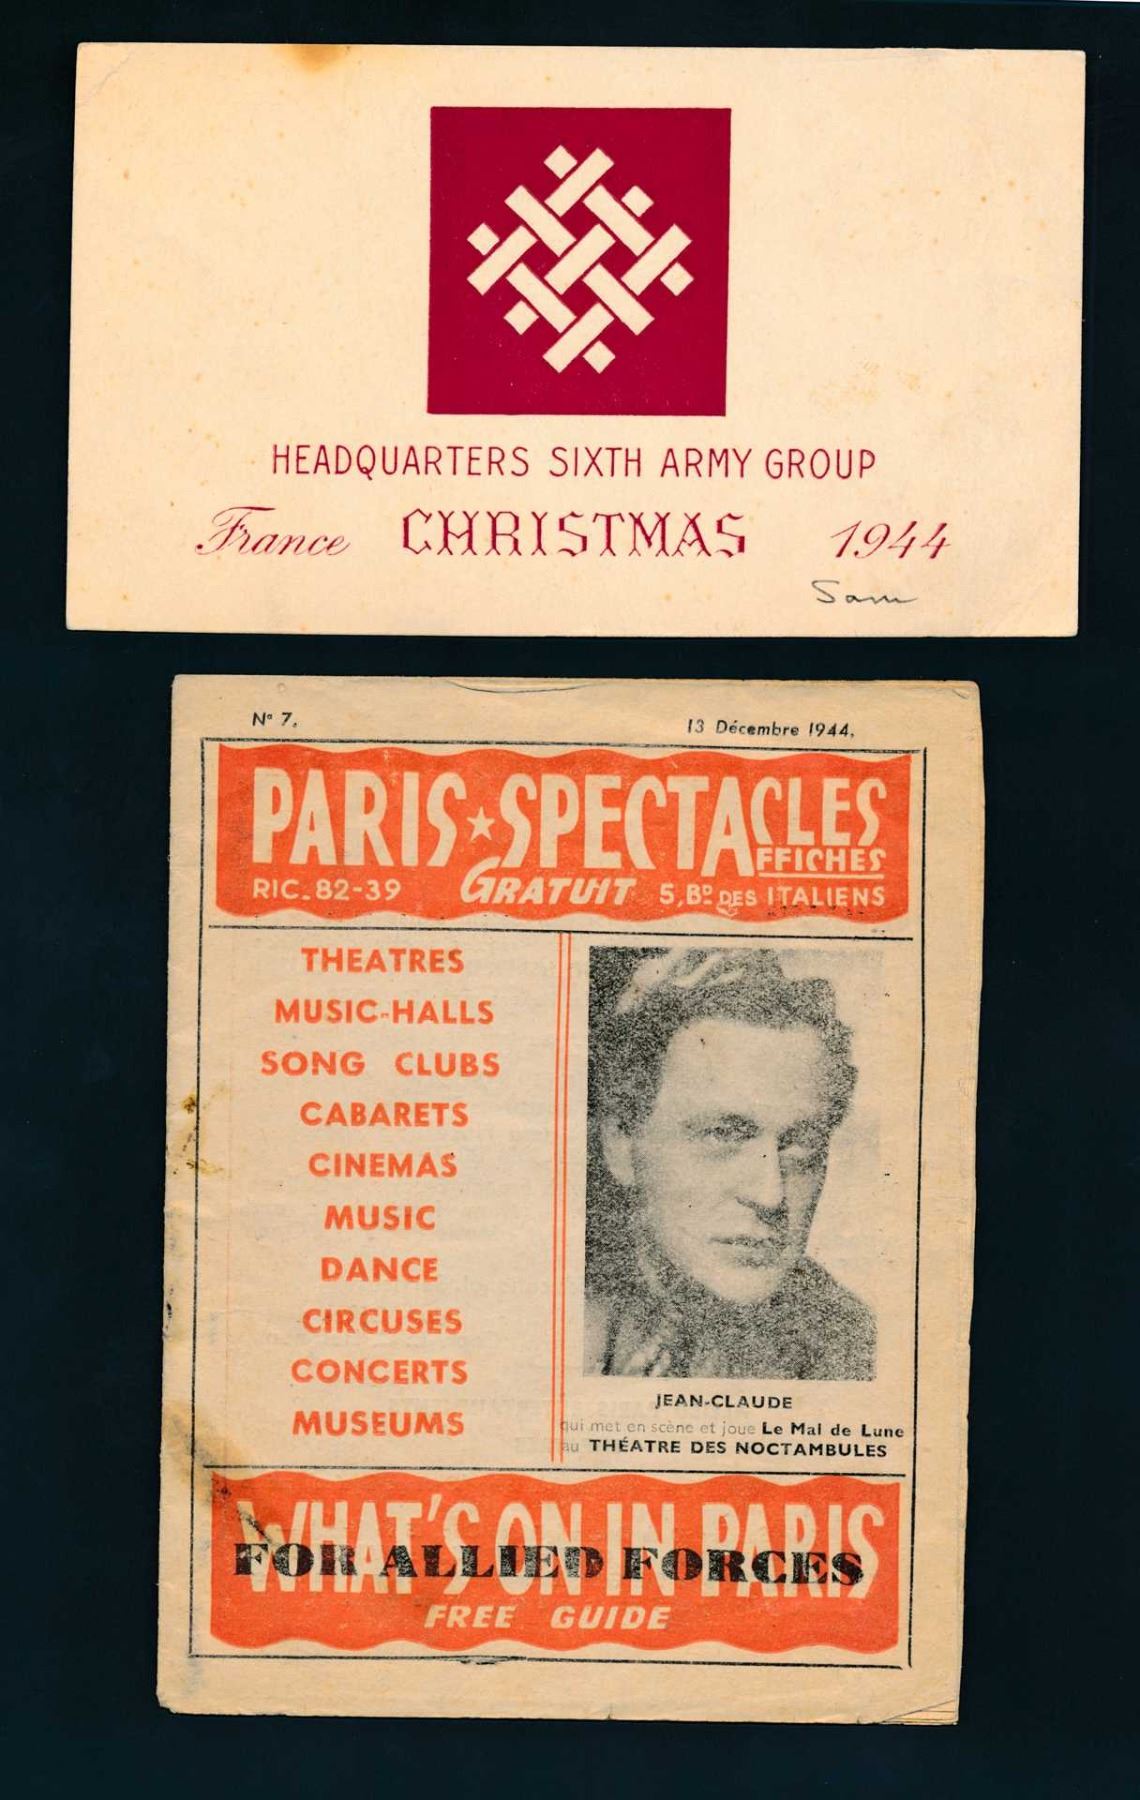 HEADQUARTERS SIXTH ARMY GROUP
France CHRISTMAS 1944
Sam
Nº 7.
13 Décembre 1944.
PARIS★SPECTACLES
AFFICHES
RIC.82-39 GRATUIT 5,Bᴰ DES ITALIENS
THEATRES
MUSIC-HALLS
SONG CLUBS
CABARETS
CINEMAS
MUSIC
DANCE
CIRCUSES
CONCERTS
MUSEUMS
JEAN-CLAUDE
qui met en scène et joue Le Mal de Lune
au THÉATRE DES NOCTAMBULES
WHAT'S ON IN PARIS
FOR ALLIED FORCES
FREE GUIDE